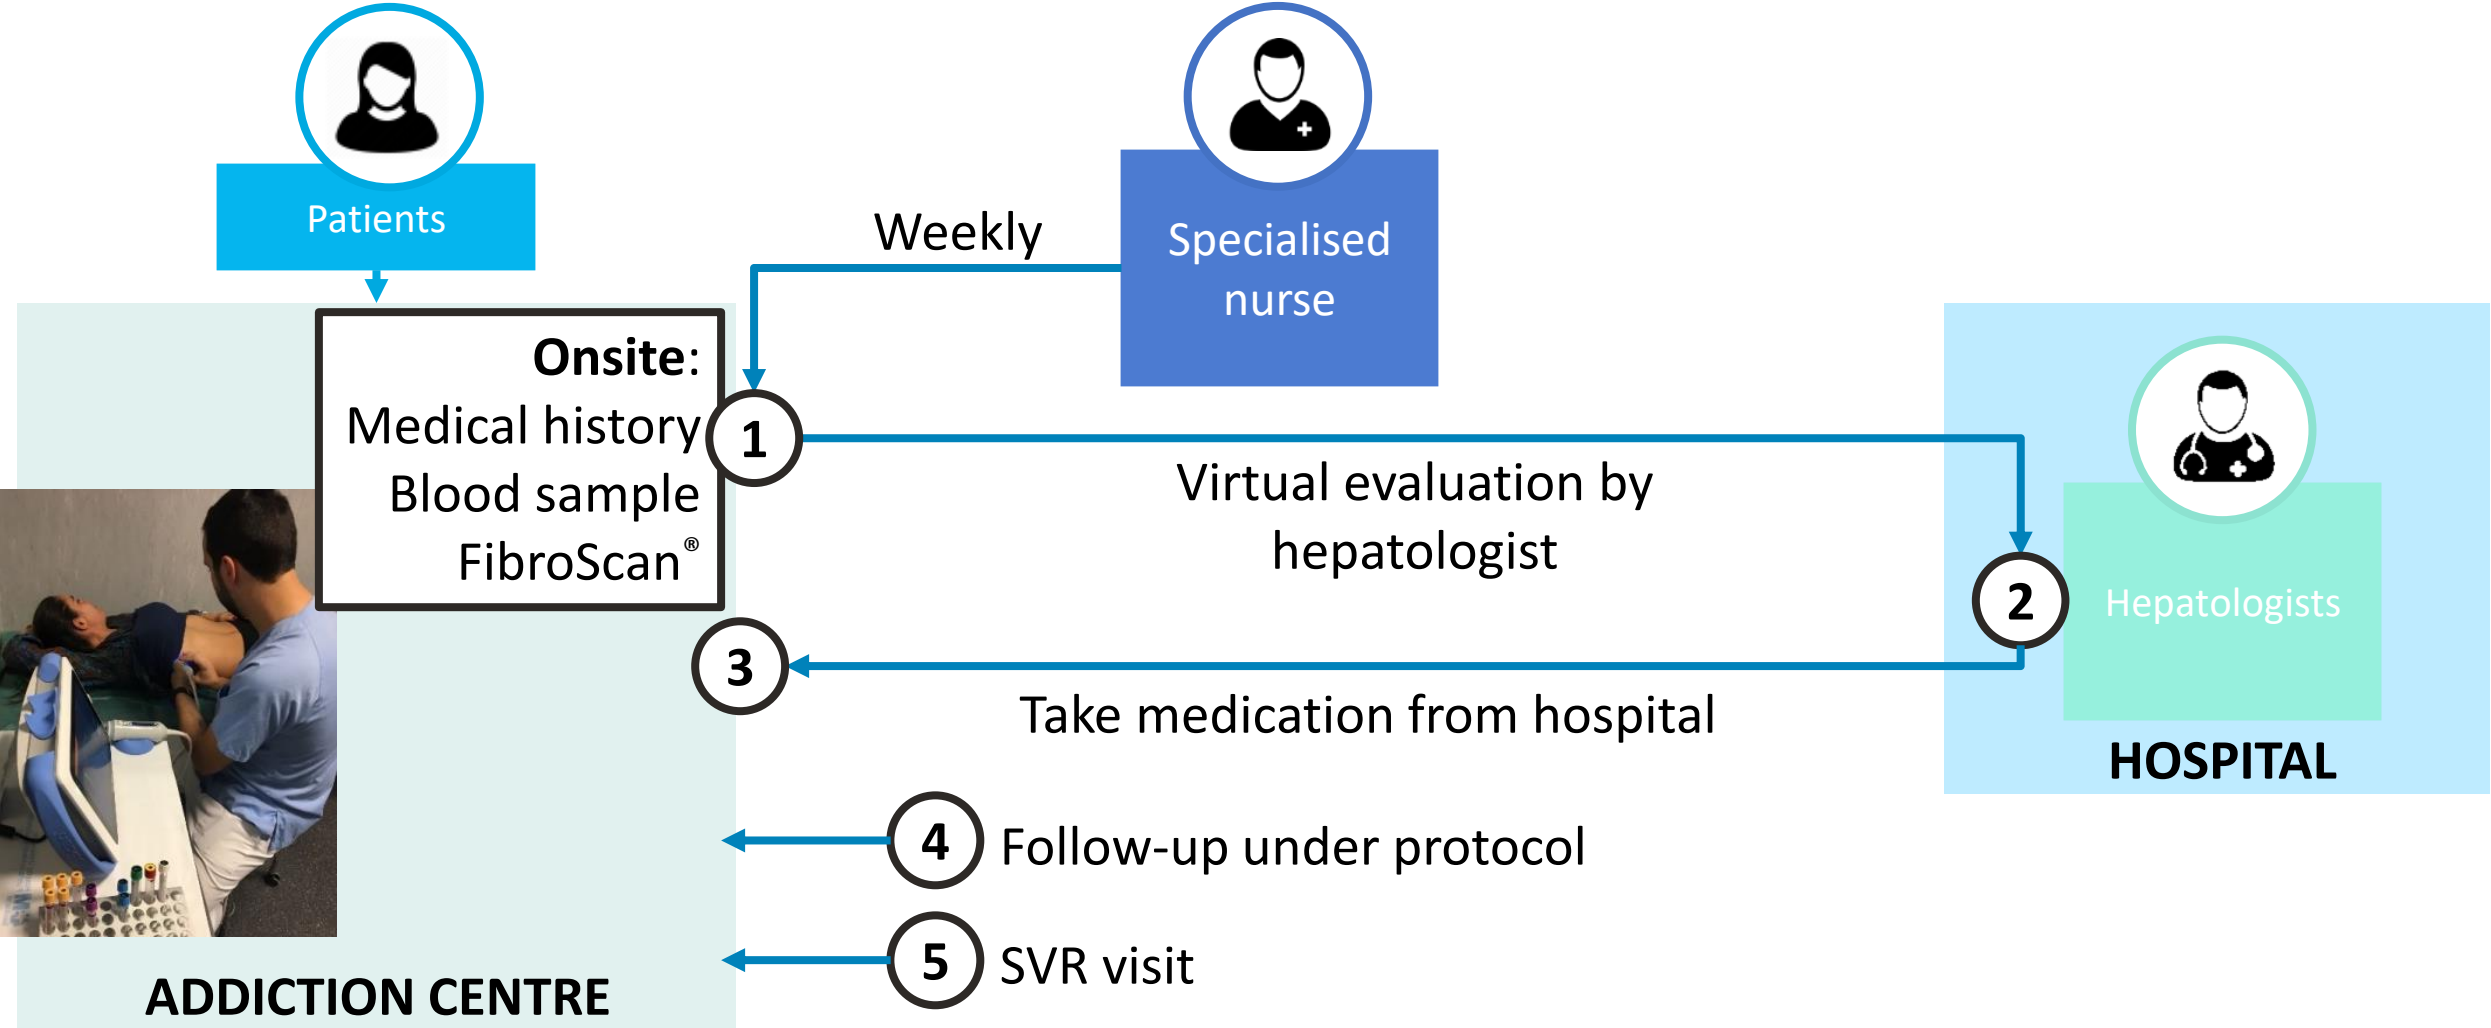 Patients
Weekly
Specialised
nurse
Onsite:
Medical history
Blood sample
FibroScan®
1
Virtual evaluation by
hepatologist
2
Hepatologists
HOSPITAL
3
Take medication from hospital
4
Follow-up under protocol
5
SVR visit
ADDICTION CENTRE